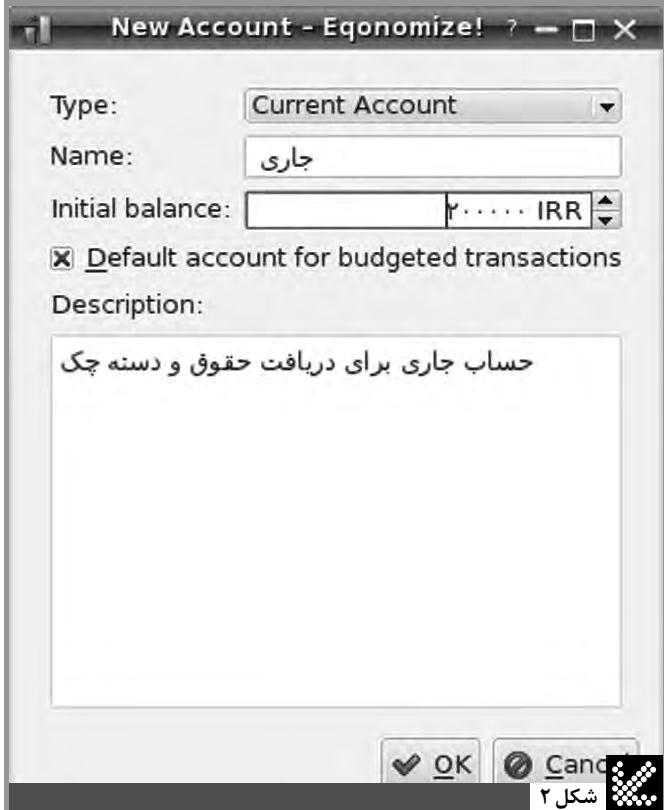 New Account – Eqonomize! ?
Type: Current Account
Name: جاری
Initial balance: ۲۰۰۰۰۰ IRR
Default account for budgeted transactions
Description:
حساب جاری برای دریافت حقوق و دسته چک
OK Canc
شکل ۲